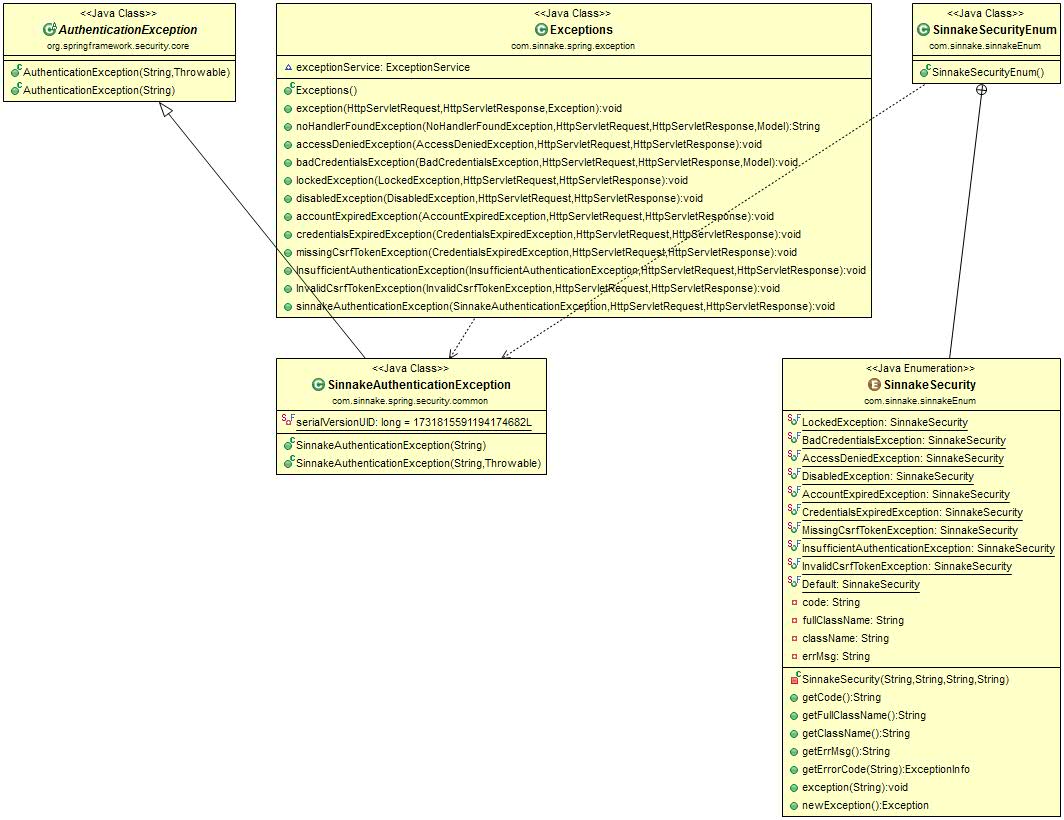 <<Java Class>>
AuthenticationException
org.springframework.security.core
AuthenticationException(String,Throwable)
AuthenticationException(String)
<<Java Class>>
Exceptions
com.sinnake.spring.exception
exceptionService: ExceptionService
Exceptions()
exception(HttpServletRequest,HttpServletResponse,Exception):void
noHandlerFoundException(NoHandlerFoundException,HttpServletRequest,HttpServletResponse,Model):String
accessDeniedException(AccessDeniedException,HttpServletRequest,HttpServletResponse):void
badCredentialsException(BadCredentialsException,HttpServletRequest,HttpServletResponse,Model):void
lockedException(LockedException,HttpServletRequest,HttpServletResponse):void
disabledException(DisabledException,HttpServletRequest,HttpServletResponse):void
accountExpiredException(AccountExpiredException,HttpServletRequest,HttpServletResponse):void
credentialsExpiredException(CredentialsExpiredException,HttpServletRequest,HttpServletResponse):void
missingCsrfTokenException(CredentialsExpiredException,HttpServletRequest,HttpServletResponse):void
InsufficientAuthenticationException(InsufficientAuthenticationException,HttpServletRequest,HttpServletResponse):void
InvalidCsrfTokenException(InvalidCsrfTokenException,HttpServletRequest,HttpServletResponse):void
sinnakeAuthenticationException(SinnakeAuthenticationException,HttpServletRequest,HttpServletResponse):void
<<Java Class>>
SinnakeSecurityEnum
com.sinnake.sinnakeEnum
SinnakeSecurityEnum()
<<Java Class>>
SinnakeAuthenticationException
com.sinnake.spring.security.common
serialVersionUID: long = 1731815591194174682L
SinnakeAuthenticationException(String)
SinnakeAuthenticationException(String,Throwable)
<<Java Enumeration>>
SinnakeSecurity
com.sinnake.sinnakeEnum
LockedException: SinnakeSecurity
BadCredentialsException: SinnakeSecurity
AccessDeniedException: SinnakeSecurity
DisabledException: SinnakeSecurity
AccountExpiredException: SinnakeSecurity
CredentialsExpiredException: SinnakeSecurity
MissingCsrfTokenException: SinnakeSecurity
InsufficientAuthenticationException: SinnakeSecurity
InvalidCsrfTokenException: SinnakeSecurity
Default: SinnakeSecurity
code: String
fullClassName: String
className: String
errMsg: String
SinnakeSecurity(String,String,String,String)
getCode():String
getFullClassName():String
getClassName():String
getErrMsg():String
getErrorCode(String):ExceptionInfo
exception(String):void
newException():Exception